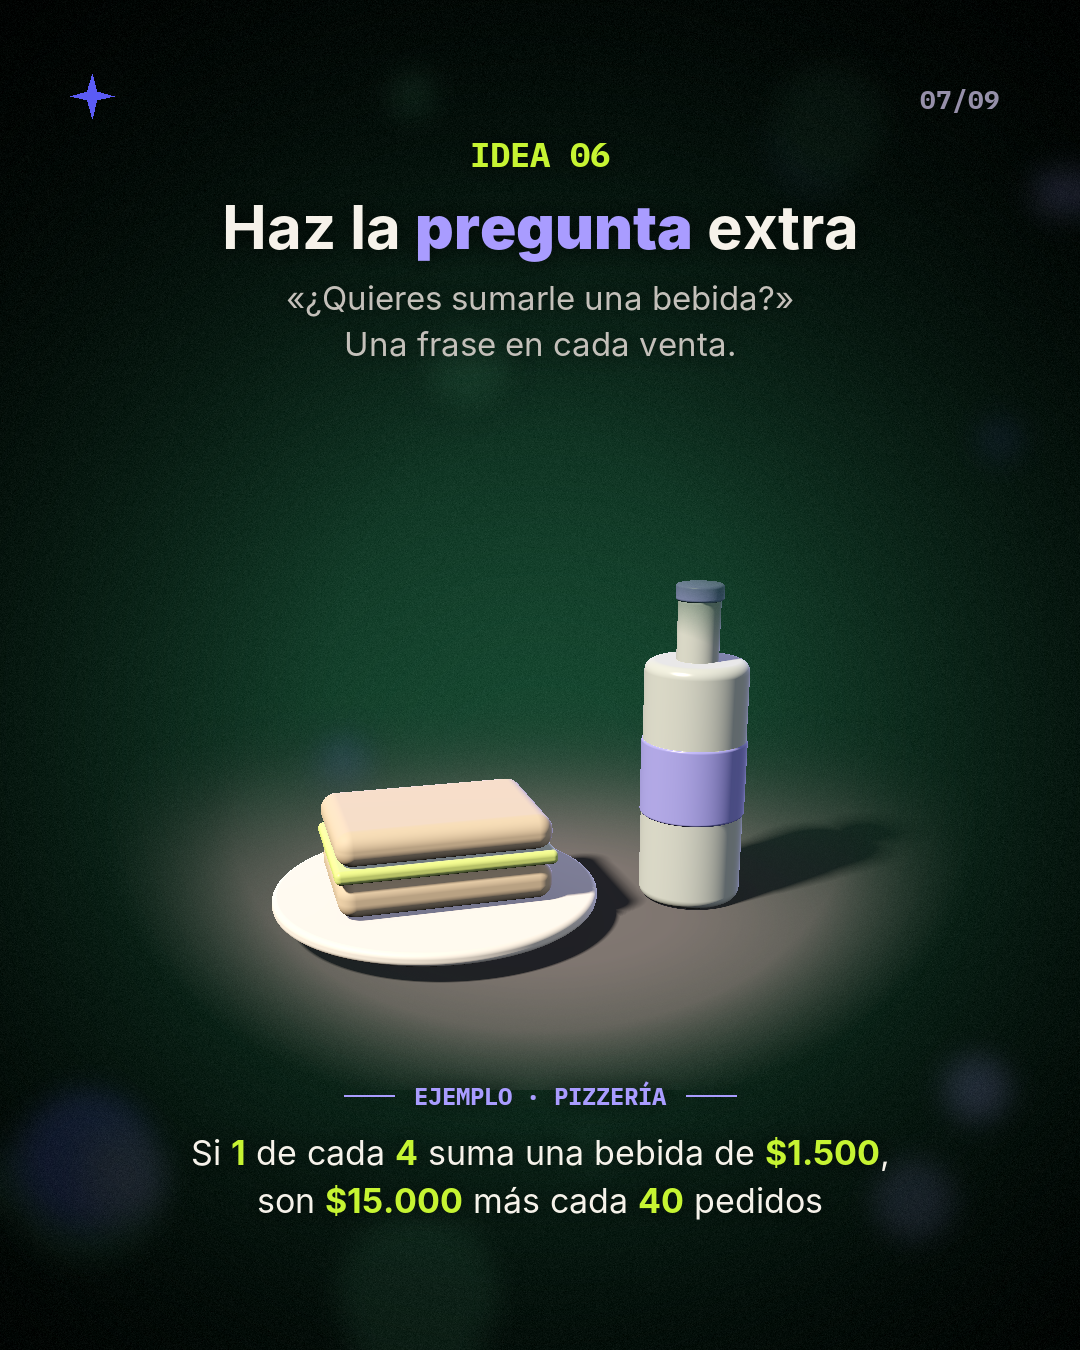 07/09
IDEA 06
Haz la pregunta extra
«¿Quieres sumarle una bebida?»
Una frase en cada venta.
EJEMPLO · PIZZERÍA
Si 1 de cada 4 suma una bebida de $1.500,
son $15.000 más cada 40 pedidos